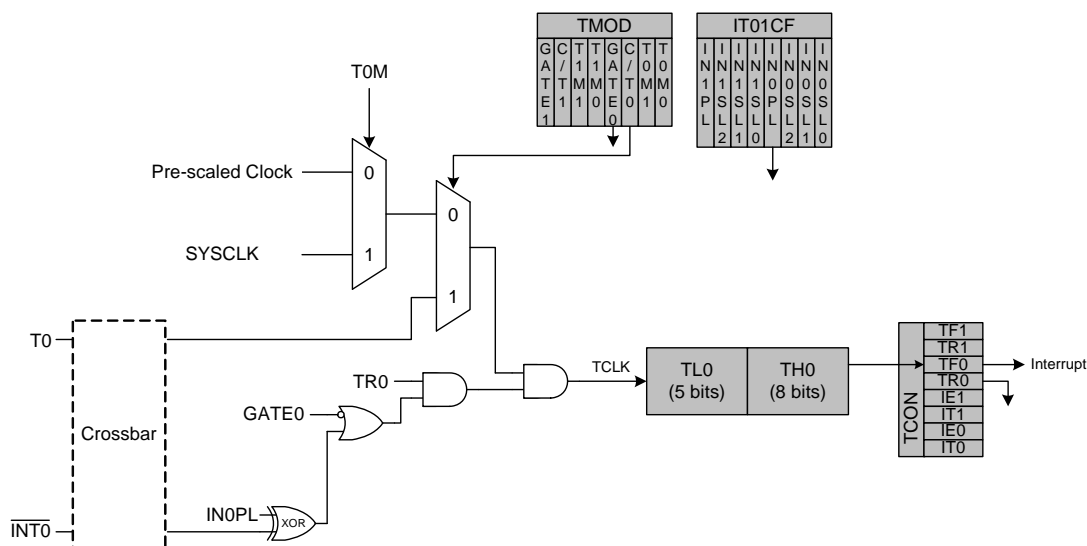 TMOD
GATE1
C/T1
T1M1
T1M0
GATE0
C/T0
T0M1
T0M0
IT01CF
IN1PL
IN1SL2
IN1SL1
IN1SL0
IN0PL
IN0SL2
IN0SL1
IN0SL0
T0M
Pre-scaled Clock
0
1
SYSCLK
0
1
T0
Crossbar
INT0
TR0
GATE0
IN0PL
XOR
TCLK
TL0
(5 bits)
TH0
(8 bits)
TCON
TF1
TR1
TF0
TR0
IE1
IT1
IE0
IT0
Interrupt